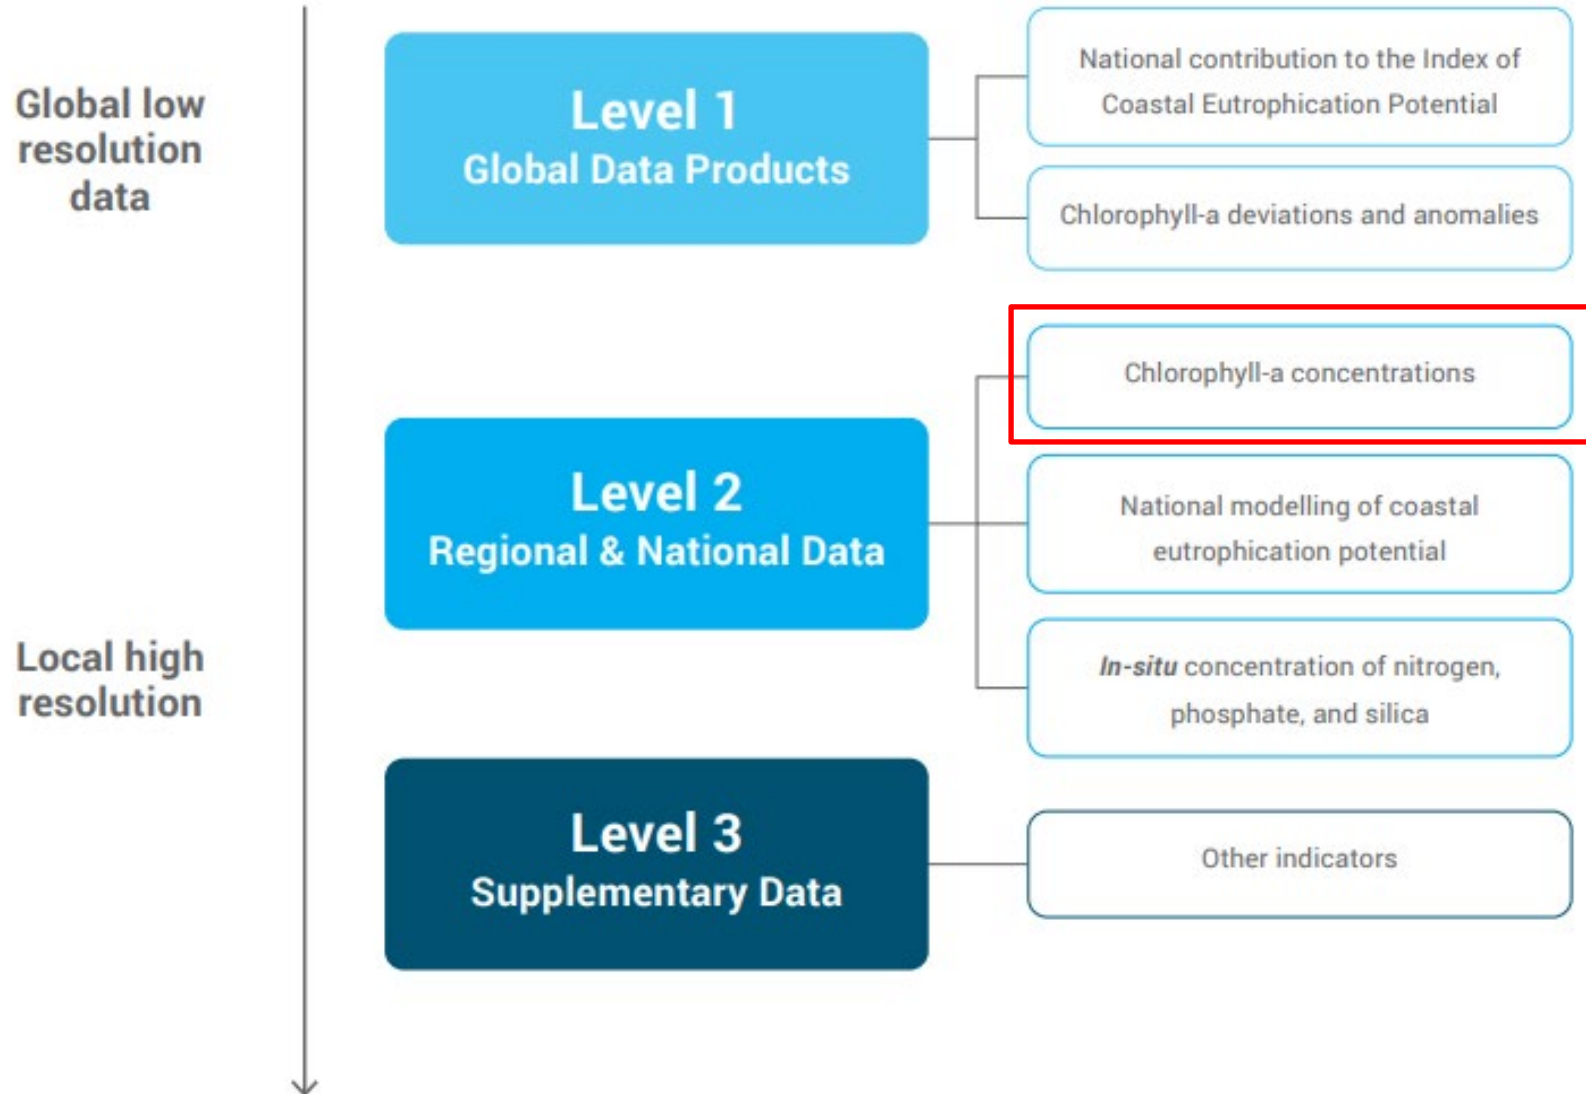 Global low
resolution
data
Level 1
Global Data Products
National contribution to the Index of
Coastal Eutrophication Potential
Chlorophyll-a deviations and anomalies
Level 2
Regional & National Data
Chlorophyll-a concentrations
National modelling of coastal
eutrophication potential
In-situ concentration of nitrogen,
phosphate, and silica
Local high
resolution
Level 3
Supplementary Data
Other indicators